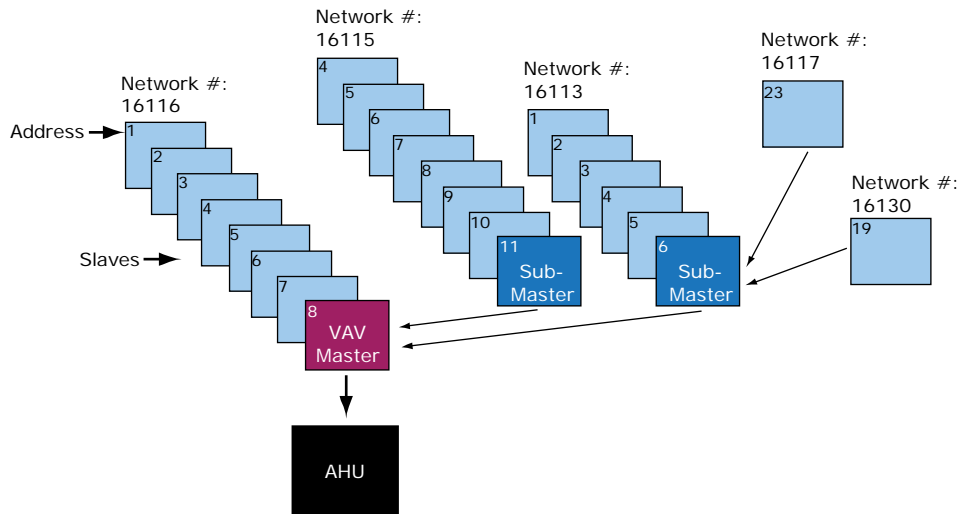 Network #:
16115
Network #:
16117
Network #:
16113
Network #:
16116
Address
Slaves
1
2
3
4
5
6
7
8
VAV
Master
4
5
6
7
8
9
10
11
Sub-
Master
1
2
3
4
5
6
Sub-
Master
23
Network #:
16130
19
AHU